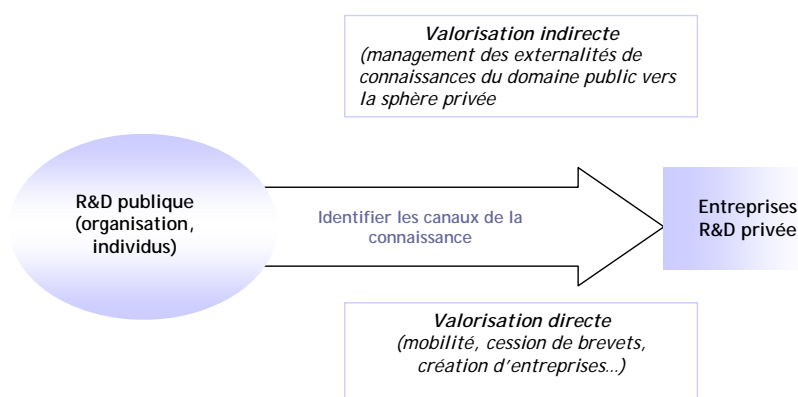 Valorisation indirecte
(management des externalités de
connaissances du domaine public vers
la sphère privée
R&D publique
(organisation,
individus)
Identifier les canaux de la
connaissance
Entreprises
R&D privée
Valorisation directe
(mobilité, cession de brevets,
création d'entreprises…)